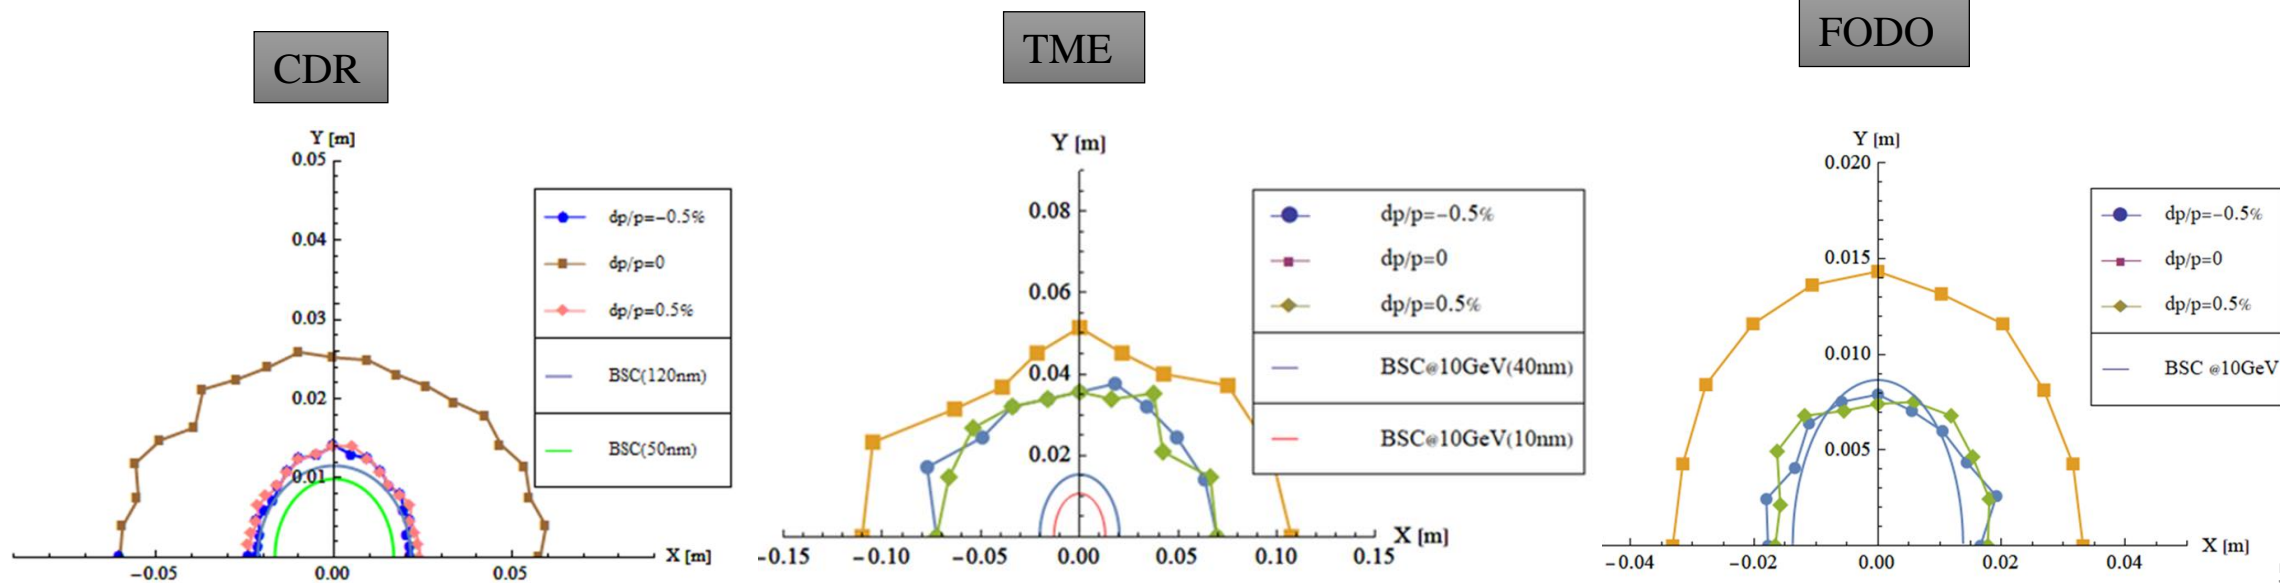 CDR
Y [m]
0.05
0.04
0.03
0.02
0.01
−0.05
0.00
0.05
X [m]
dp/p=−0.5%
dp/p=0
dp/p=0.5%
BSC(120nm)
BSC(50nm)
TME
Y [m]
0.08
0.06
0.04
0.02
−0.15
−0.10
−0.05
0.00
0.05
0.10
0.15
X [m]
dp/p=−0.5%
dp/p=0
dp/p=0.5%
BSC@10GeV(40nm)
BSC@10GeV(10nm)
FODO
Y [m]
0.020
0.015
0.010
0.005
−0.04
−0.02
0.00
0.02
0.04
X [m]
dp/p=−0.5%
dp/p=0
dp/p=0.5%
BSC @10GeV